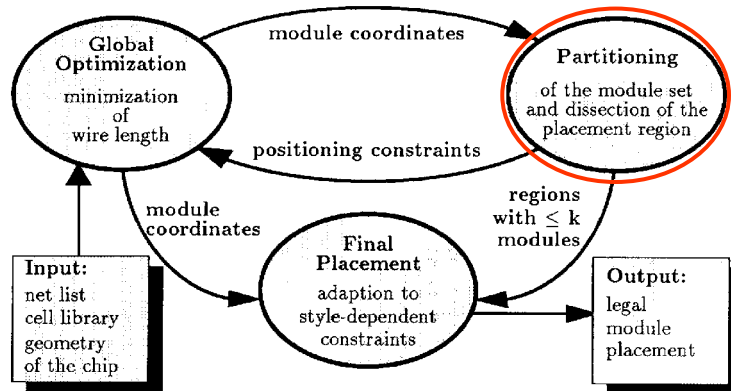 Global
Optimization
minimization
of
wire length
module coordinates
Partitioning
of the module set
and dissection of the
placement region
positioning constraints
module
coordinates
regions
with ≤ k
modules
Final
Placement
adaption to
style-dependent
constraints
Input:
net list
cell library
geometry
of the chip
Output:
legal
module
placement